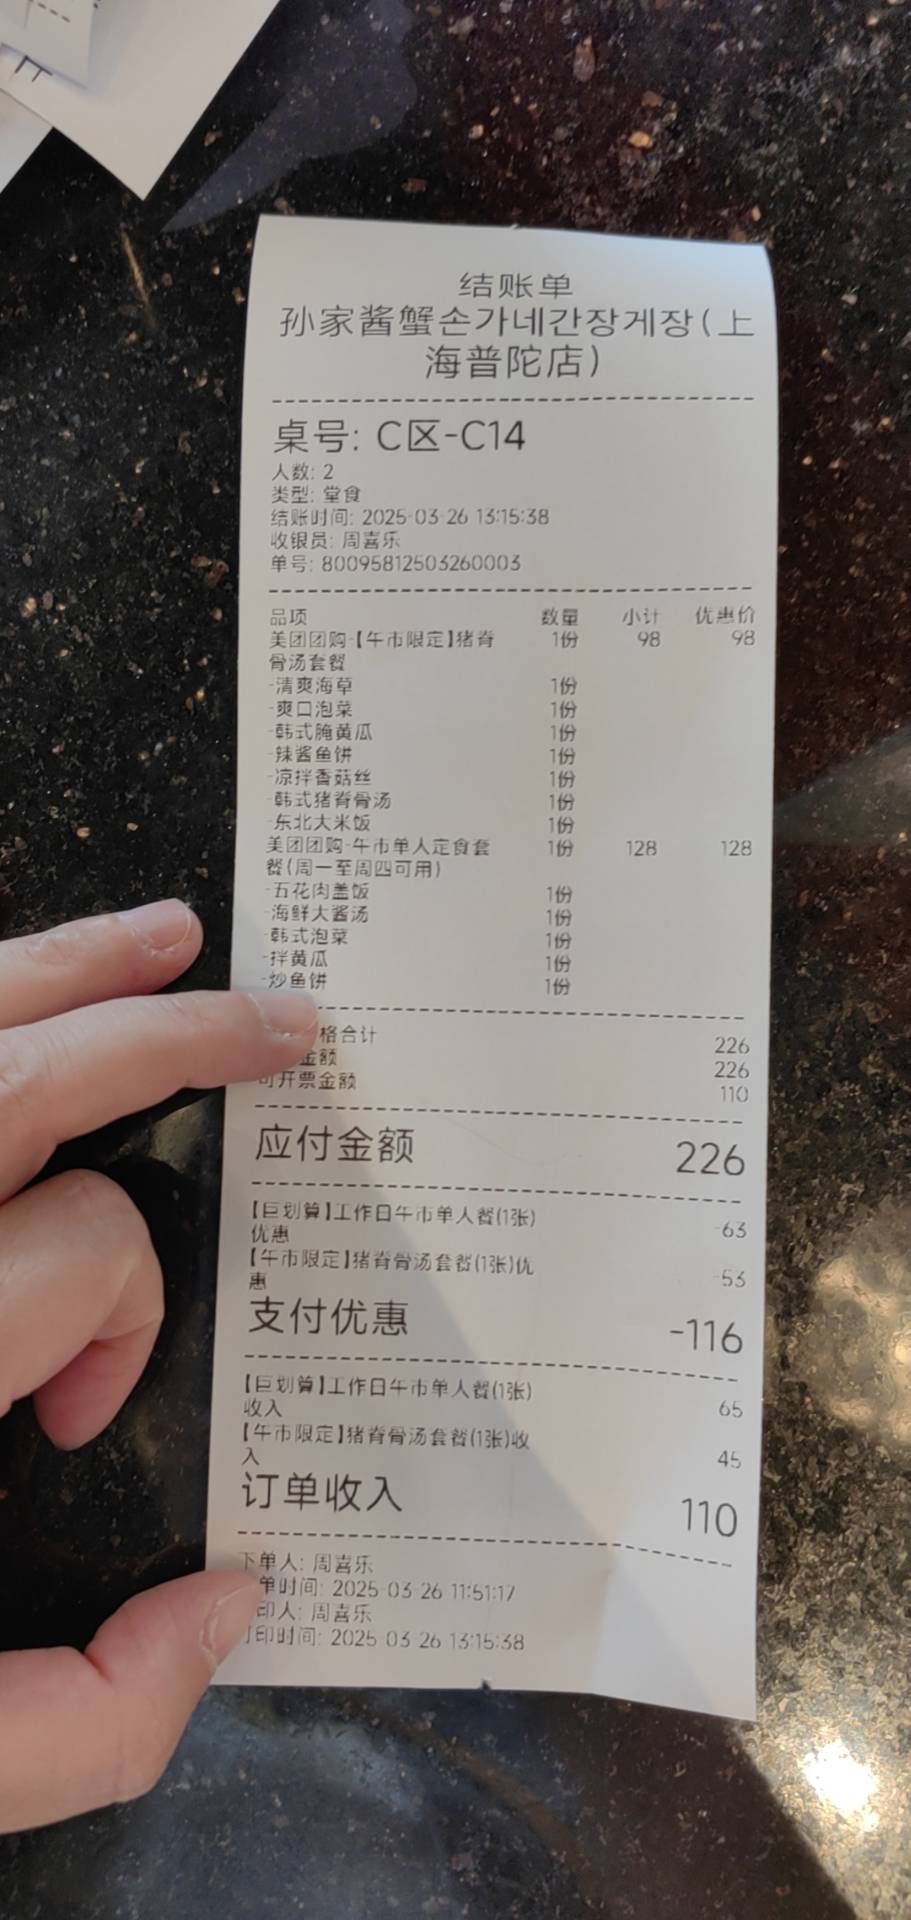 结账单
孙家酱蟹손가네간장게장(上
海普陀店)
桌号: C区-C14
人数: 2
类型: 堂食
结账时间: 2025-03-26 13:15:38
收银员: 周喜乐
单号: 80095812503260003
品项 数量 小计 优惠价
美团团购-【午市限定】猪脊 1份 98 98
骨汤套餐
-清爽海草 1份
-爽口泡菜 1份
-韩式腌黄瓜 1份
-辣酱鱼饼 1份
-凉拌香菇丝 1份
-韩式猪脊骨汤 1份
-东北大米饭 1份
美团团购-午市单人定食套 1份 128 128
餐(周一至周四可用)
-五花肉盖饭 1份
-海鲜大酱汤 1份
-韩式泡菜 1份
-拌黄瓜 1份
-炒鱼饼 1份
格合计 226
金额 226
可开票金额 110
应付金额 226
【巨划算】工作日午市单人餐(1张) -63
优惠
【午市限定】猪脊骨汤套餐(1张)优 -53
惠
支付优惠 -116
【巨划算】工作日午市单人餐(1张) 65
收入
【午市限定】猪脊骨汤套餐(1张)收 45
入
订单收入 110
下单人: 周喜乐
单时间: 2025-03-26 11:51:17
印人: 周喜乐
印时间: 2025-03-26 13:15:38